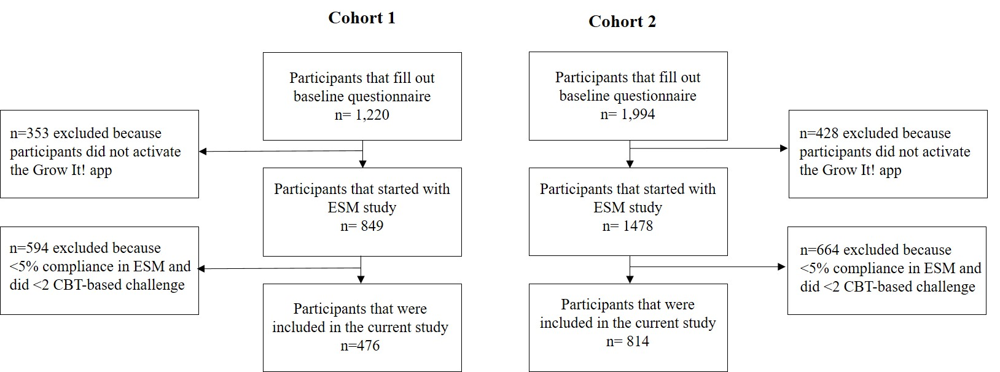 Cohort 1
Participants that fill out
baseline questionnaire
n= 1,220
n=353 excluded because
participants did not activate
the Grow It! app
Participants that started with
ESM study
n= 849
n=594 excluded because
<5% compliance in ESM and
did <2 CBT-based challenge
Participants that were
included in the current study
n=476
Cohort 2
Participants that fill out
baseline questionnaire
n= 1,994
n=428 excluded because
participants did not activate
the Grow It! app
Participants that started with
ESM study
n= 1478
n=664 excluded because
<5% compliance in ESM and
did <2 CBT-based challenge
Participants that were
included in the current study
n= 814